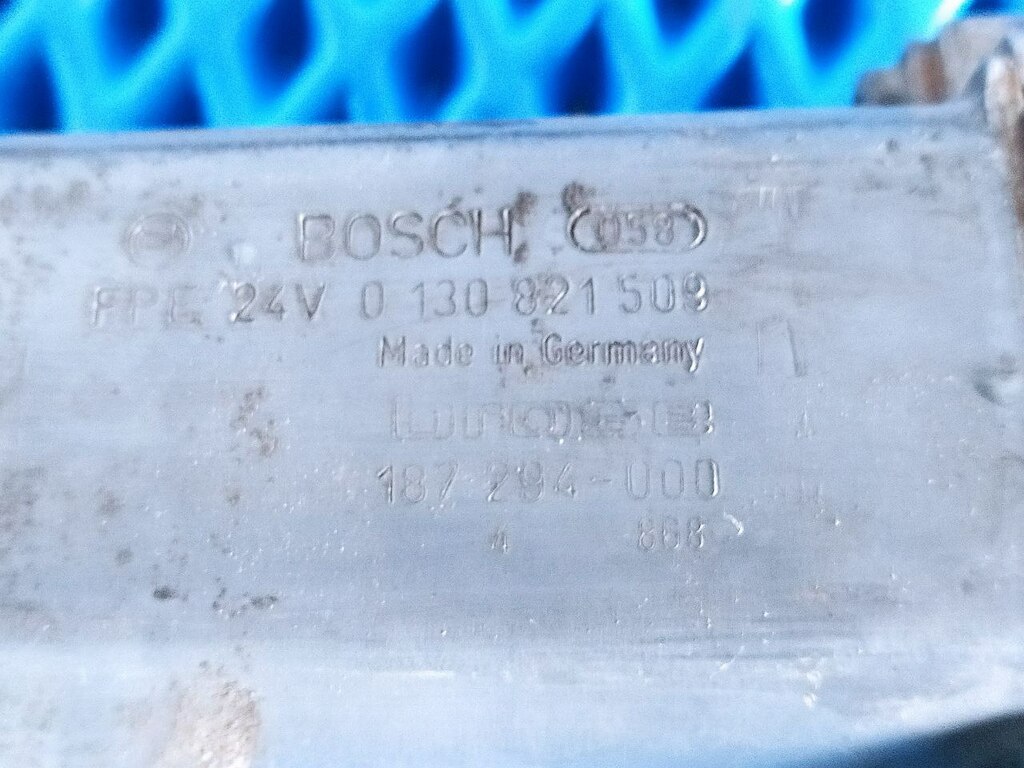 BOSCH (058)
FPE 24V 0 130 821 509
Made in Germany
187 294-000
4 868